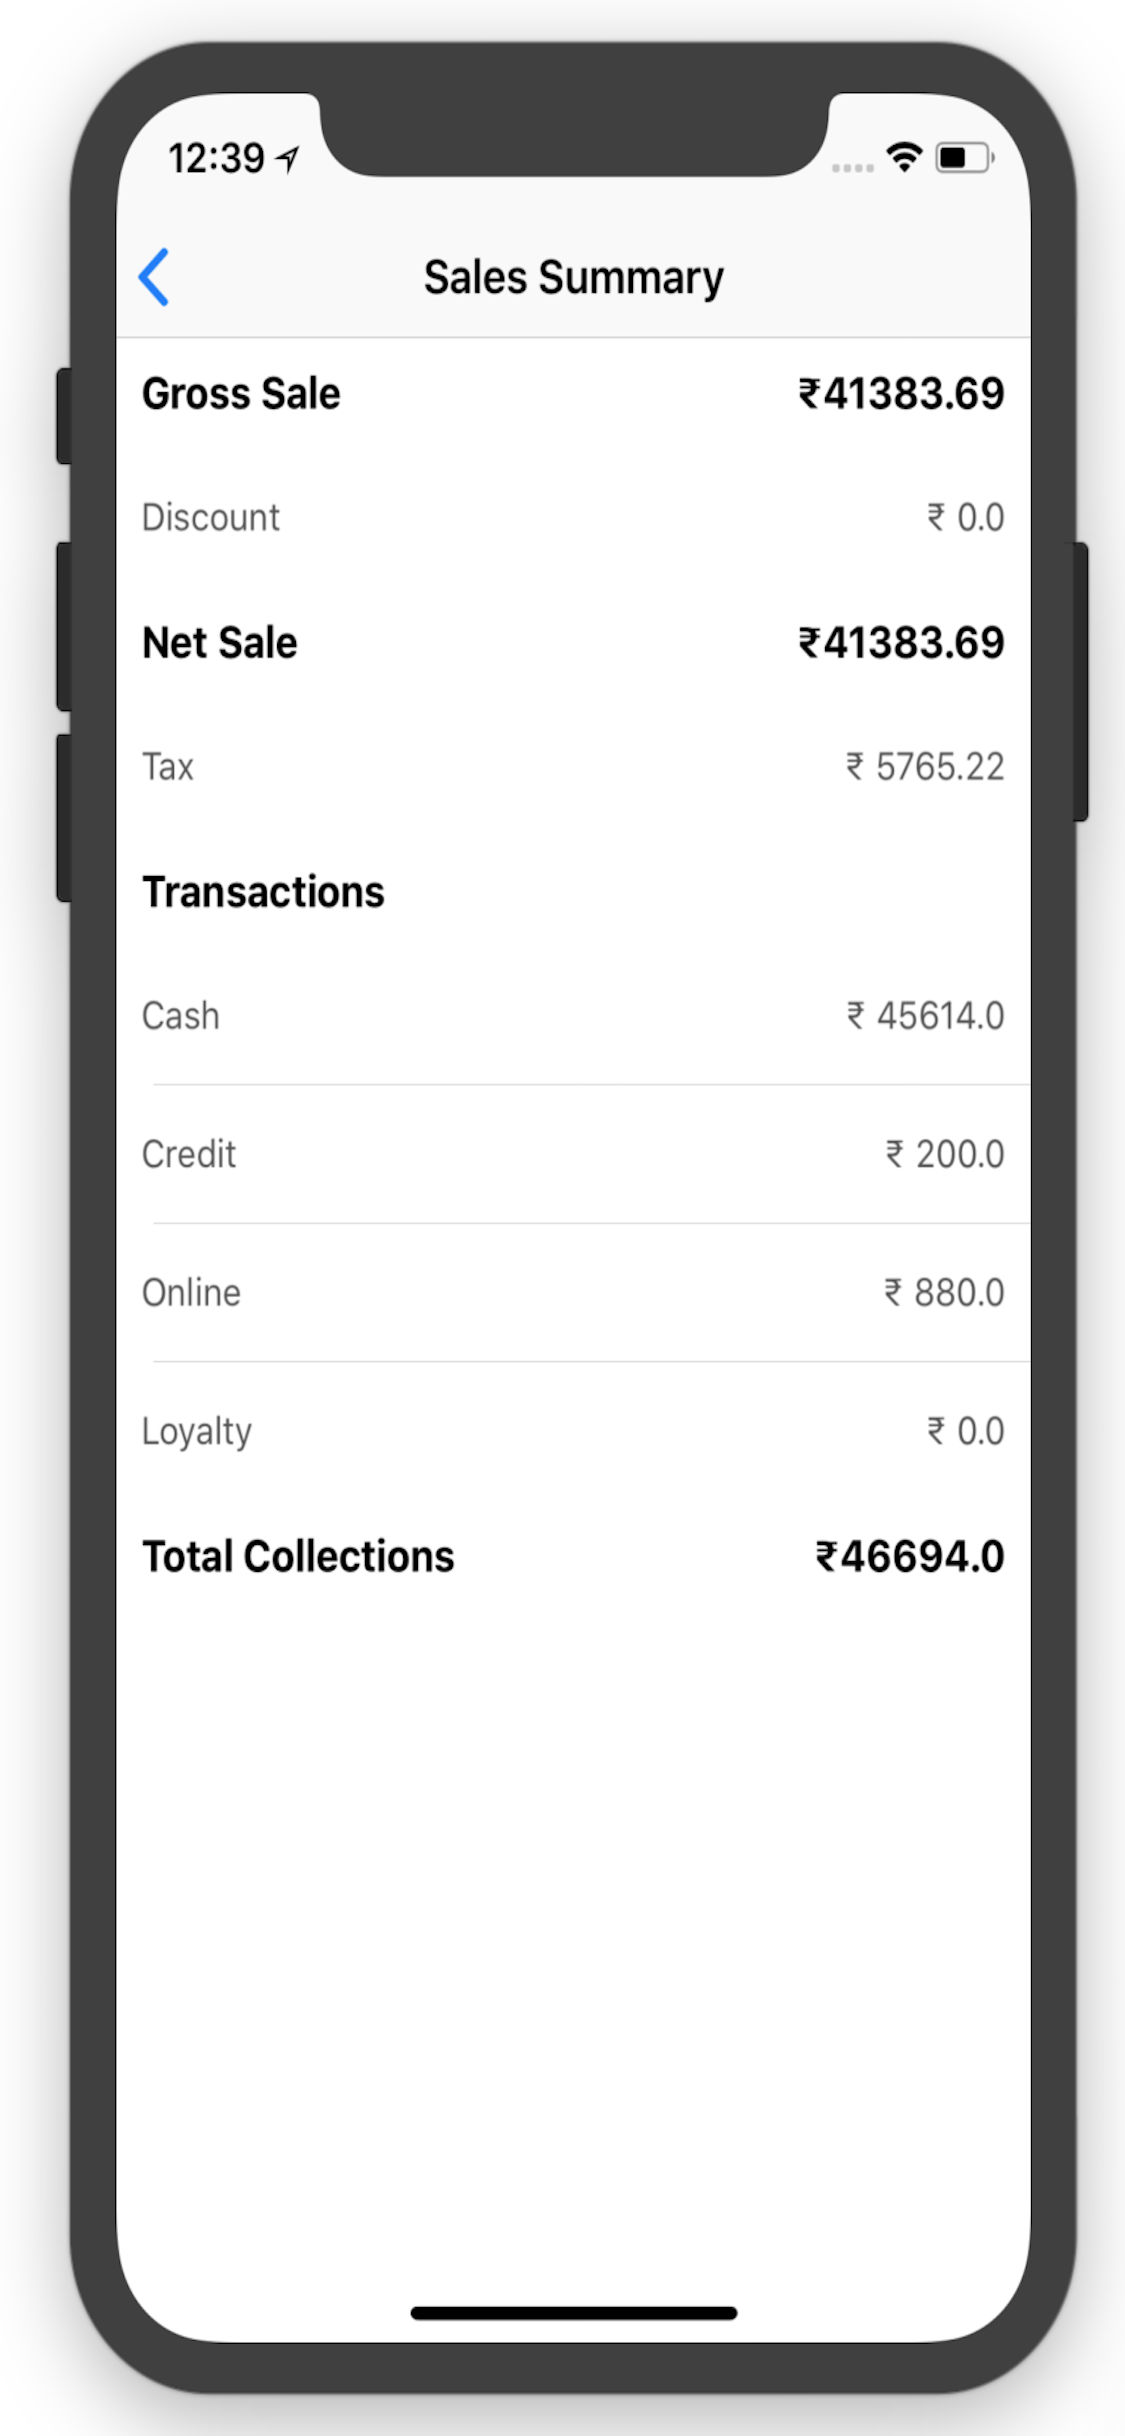 12:39
Sales Summary
Gross Sale ₹41383.69
Discount ₹ 0.0
Net Sale ₹41383.69
Tax ₹ 5765.22
Transactions
Cash ₹ 45614.0
Credit ₹ 200.0
Online ₹ 880.0
Loyalty ₹ 0.0
Total Collections ₹46694.0